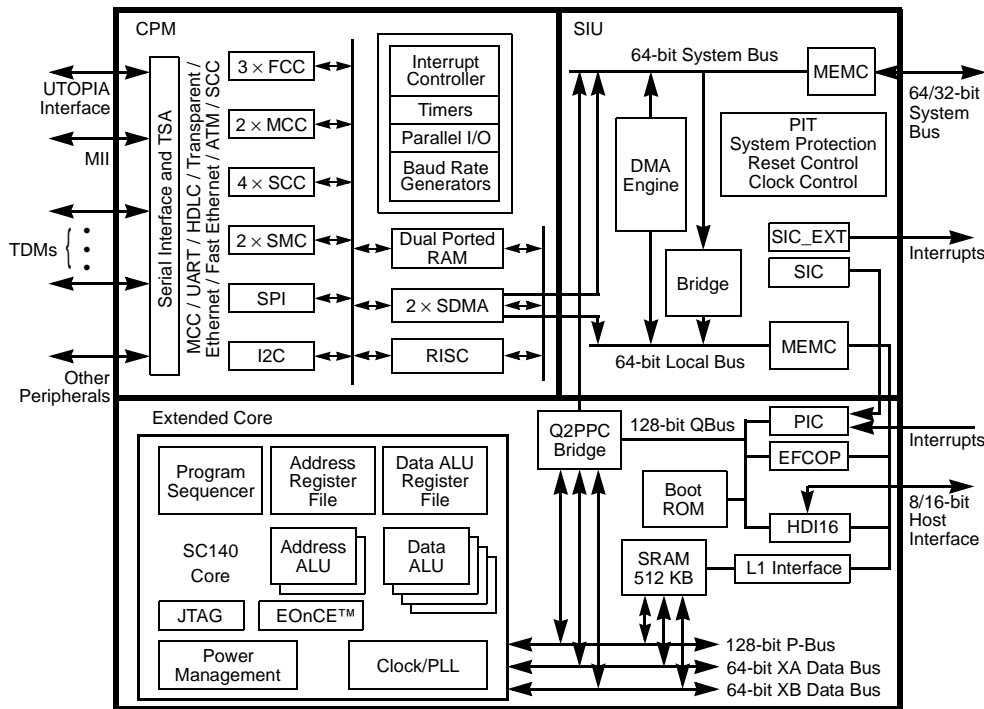 CPM
SIU
UTOPIA
Interface
MII
TDMs
Other
Peripherals
Serial Interface and TSA
MCC / UART / HDLC / Transparent /
Ethernet / Fast Ethernet / ATM / SCC
3 × FCC
2 × MCC
4 × SCC
2 × SMC
SPI
I2C
Interrupt
Controller
Timers
Parallel I/O
Baud Rate
Generators
Dual Ported
RAM
2 × SDMA
RISC
64-bit System Bus
MEMC
64/32-bit
System
Bus
DMA
Engine
PIT
System Protection
Reset Control
Clock Control
SIC_EXT
Interrupts
SIC
Bridge
64-bit Local Bus
MEMC
Extended Core
Program
Sequencer
Address
Register
File
Data ALU
Register
File
SC140
Core
Address
ALU
Data
ALU
JTAG
EOnCE™
Power
Management
Clock/PLL
Q2PPC
Bridge
128-bit QBus
PIC
Interrupts
EFCOP
Boot
ROM
HDI16
8/16-bit
Host
Interface
SRAM
512 KB
L1 Interface
128-bit P-Bus
64-bit XA Data Bus
64-bit XB Data Bus